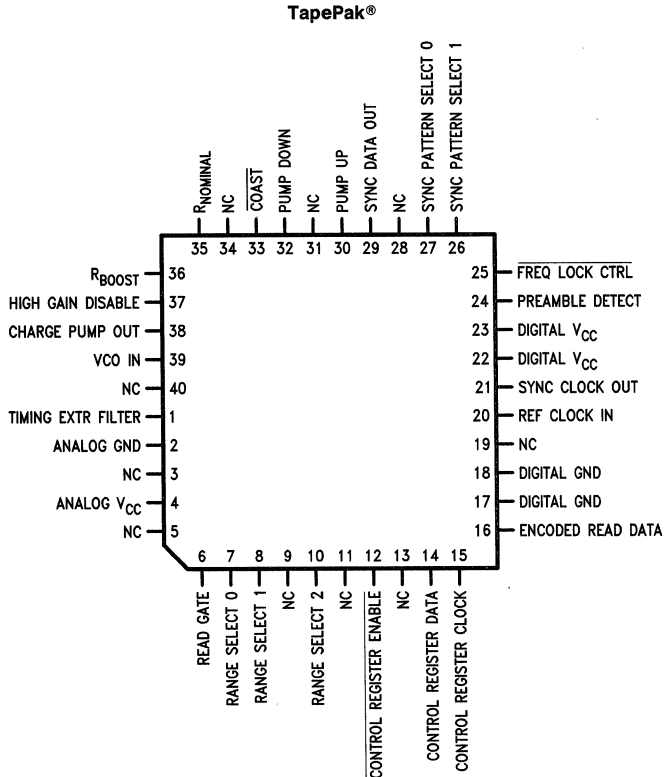 TapePak®
R_NOMINAL
NC
COAST
PUMP DOWN
NC
PUMP UP
SYNC DATA OUT
NC
SYNC PATTERN SELECT 0
SYNC PATTERN SELECT 1
35 34 33 32 31 30 29 28 27 26
R_BOOST 36
HIGH GAIN DISABLE 37
CHARGE PUMP OUT 38
VCO IN 39
NC 40
TIMING EXTR FILTER 1
ANALOG GND 2
NC 3
ANALOG V_CC 4
NC 5
25 FREQ LOCK CTRL
24 PREAMBLE DETECT
23 DIGITAL V_CC
22 DIGITAL V_CC
21 SYNC CLOCK OUT
20 REF CLOCK IN
19 NC
18 DIGITAL GND
17 DIGITAL GND
16 ENCODED READ DATA
6 7 8 9 10 11 12 13 14 15
READ GATE
RANGE SELECT 0
RANGE SELECT 1
NC
RANGE SELECT 2
NC
CONTROL REGISTER ENABLE
NC
CONTROL REGISTER DATA
CONTROL REGISTER CLOCK